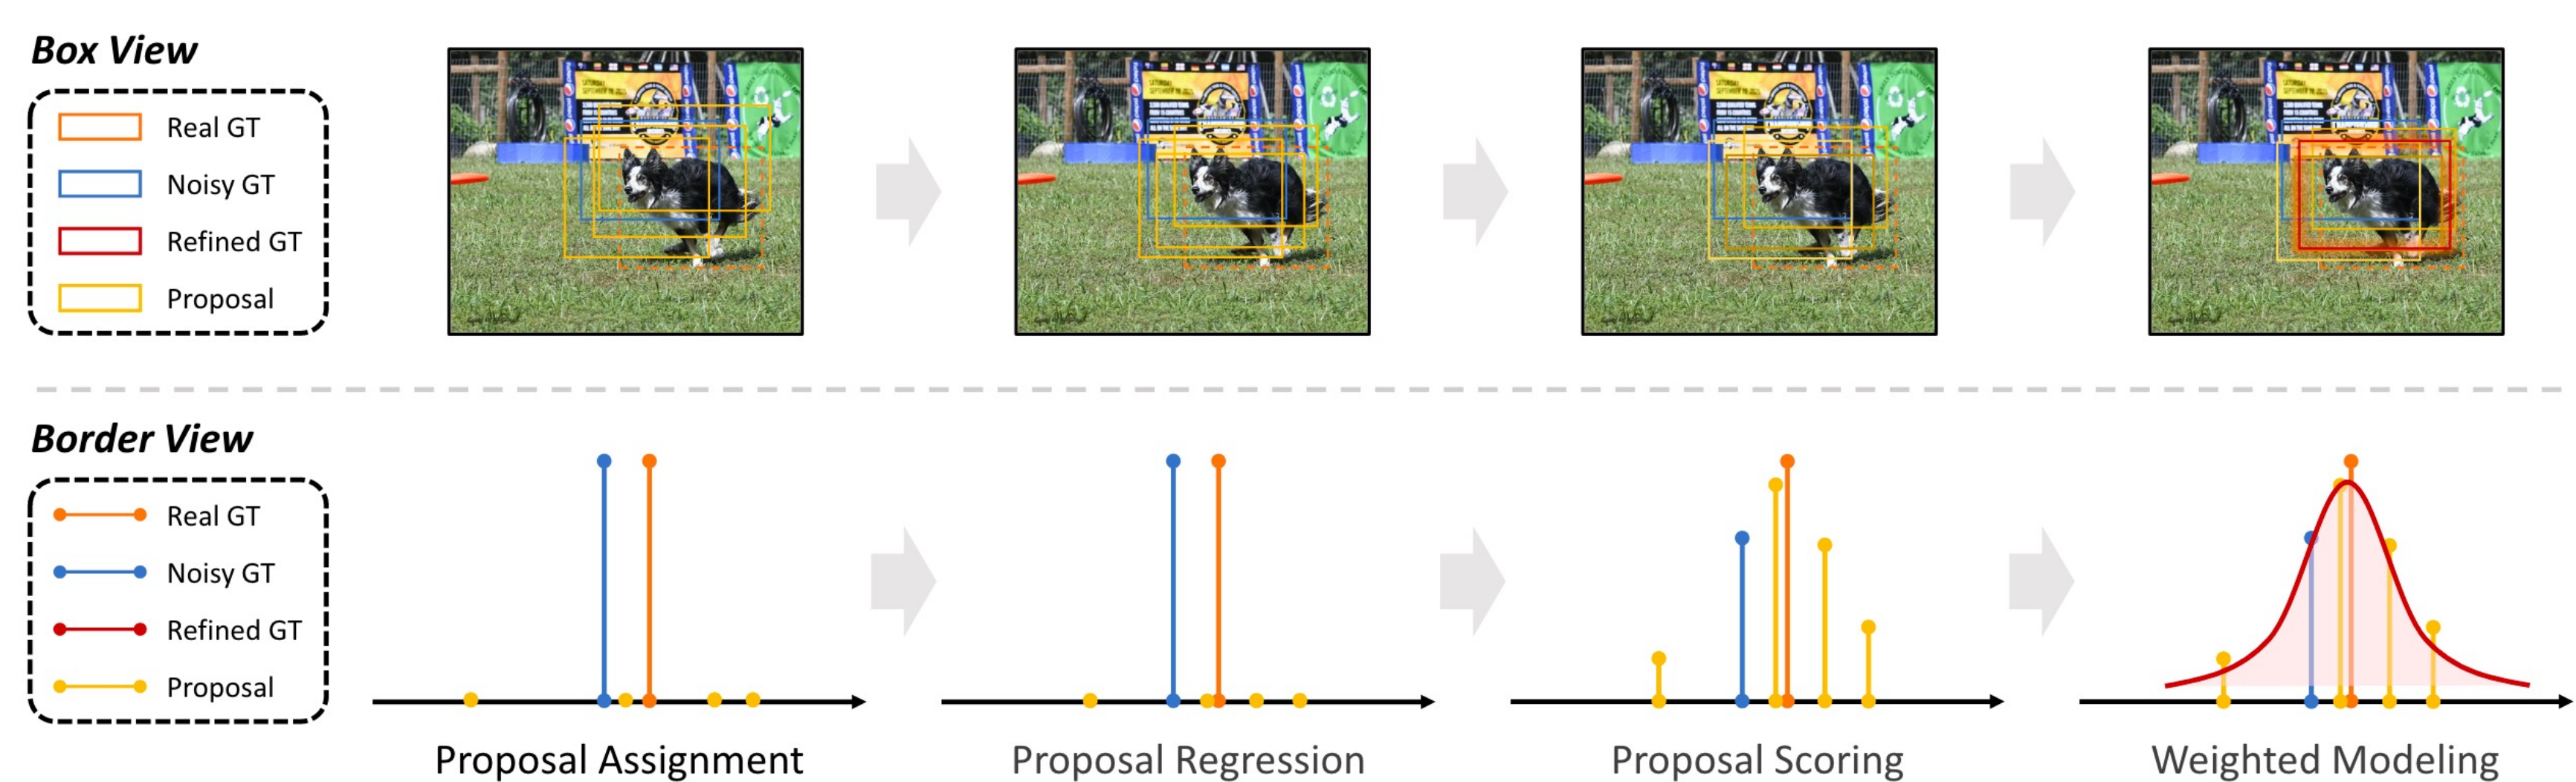 Box View
Real GT
Noisy GT
Refined GT
Proposal
SATURDAY
Border View
Real GT
Noisy GT
Refined GT
Proposal
Proposal Assignment
Proposal Regression
Proposal Scoring
Weighted Modeling